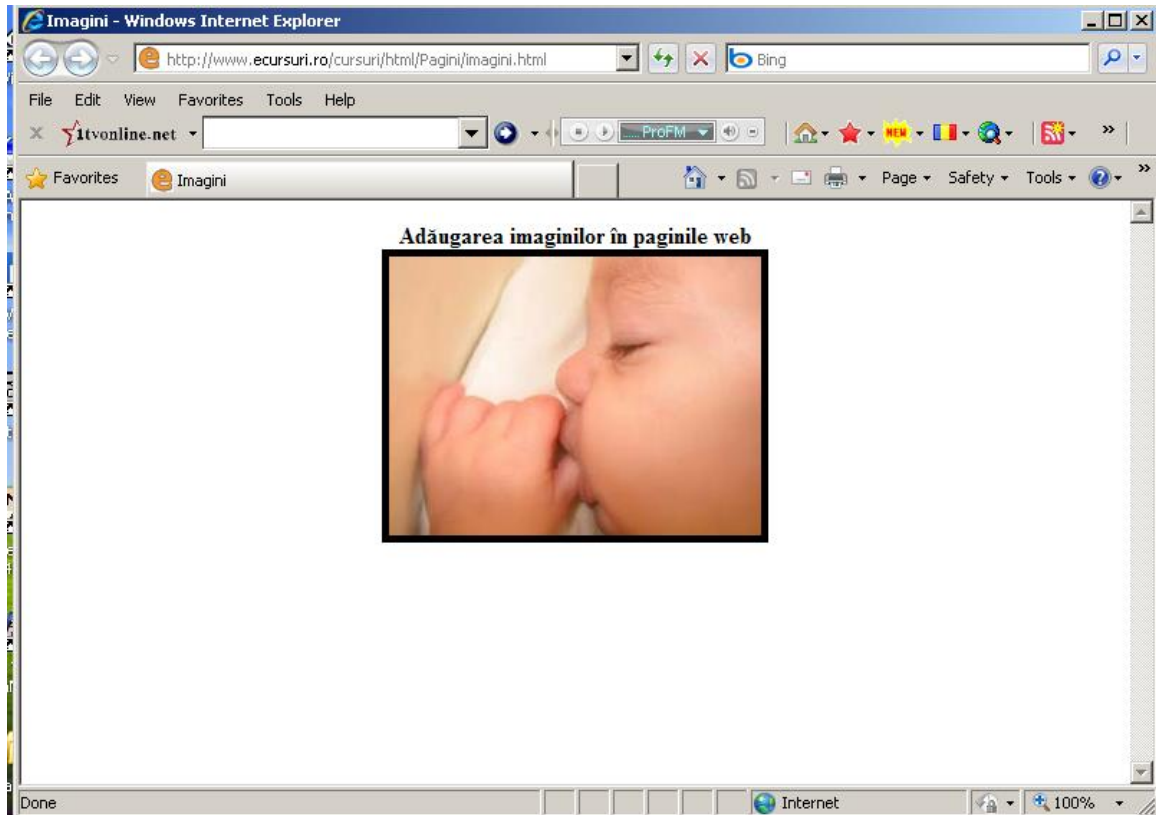 Imagini - Windows Internet Explorer
http://www.ecursuri.ro/cursuri/html/Pagini/imagini.html
Bing
File Edit View Favorites Tools Help
1tvonline.net ProFM NEW
Favorites Imagini Page Safety Tools
Adăugarea imaginilor în paginile web
Done Internet 100%